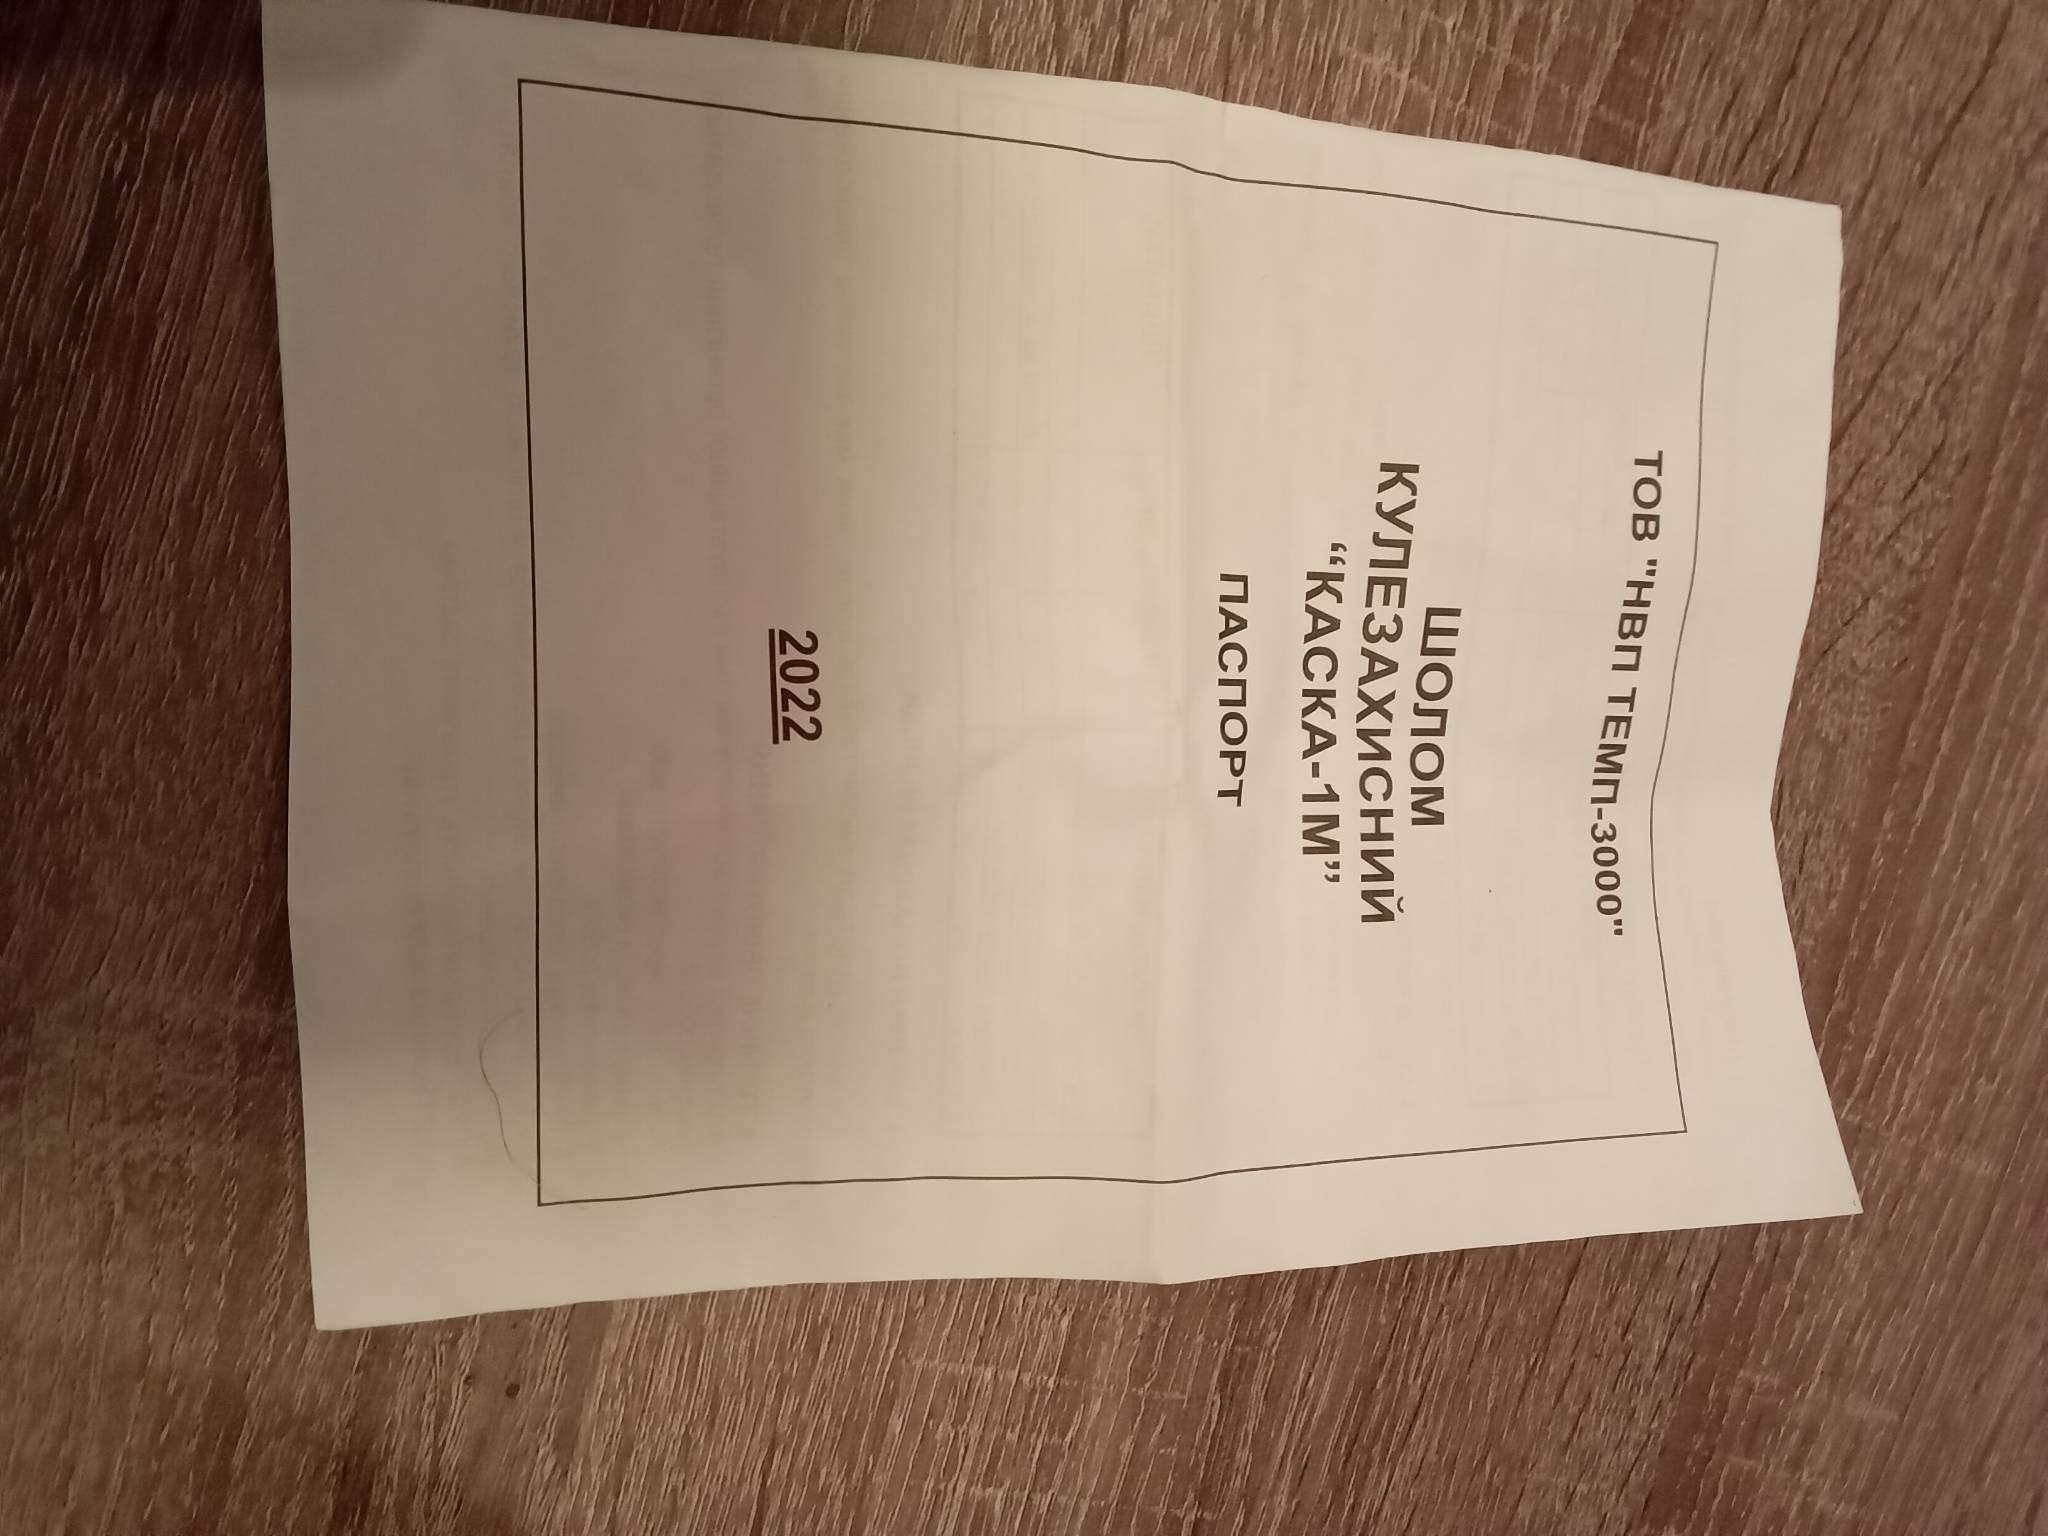 ТОВ "НВП ТЕМП-3000"
ШОЛОМ
КУЛЕЗАХИСНИЙ
“КАСКА-1М”
ПАСПОРТ
2022